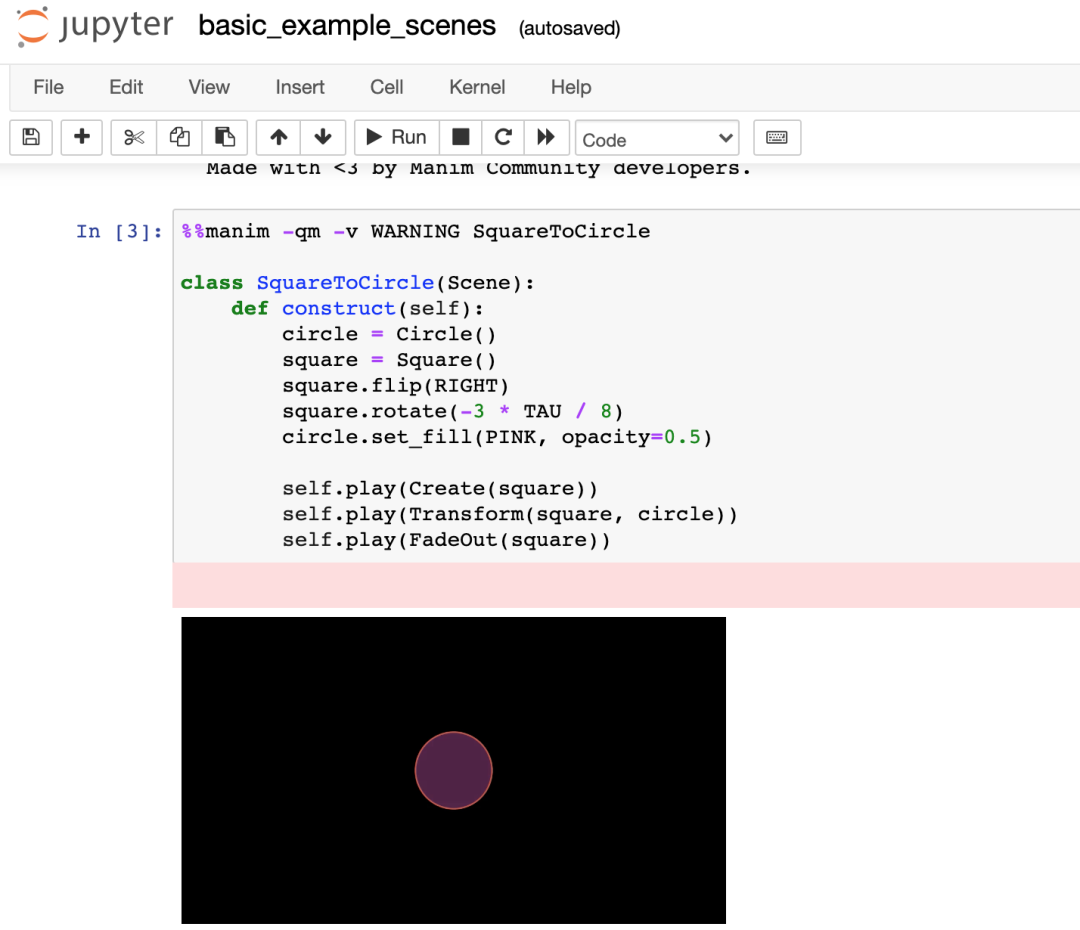 jupyter basic_example_scenes (autosaved)
File Edit View Insert Cell Kernel Help
Run Code
Made with <3 by Manim Community developers.
In [3]: %%manim -qm -v WARNING SquareToCircle
class SquareToCircle(Scene):
    def construct(self):
        circle = Circle()
        square = Square()
        square.flip(RIGHT)
        square.rotate(-3 * TAU / 8)
        circle.set_fill(PINK, opacity=0.5)
        self.play(Create(square))
        self.play(Transform(square, circle))
        self.play(FadeOut(square))